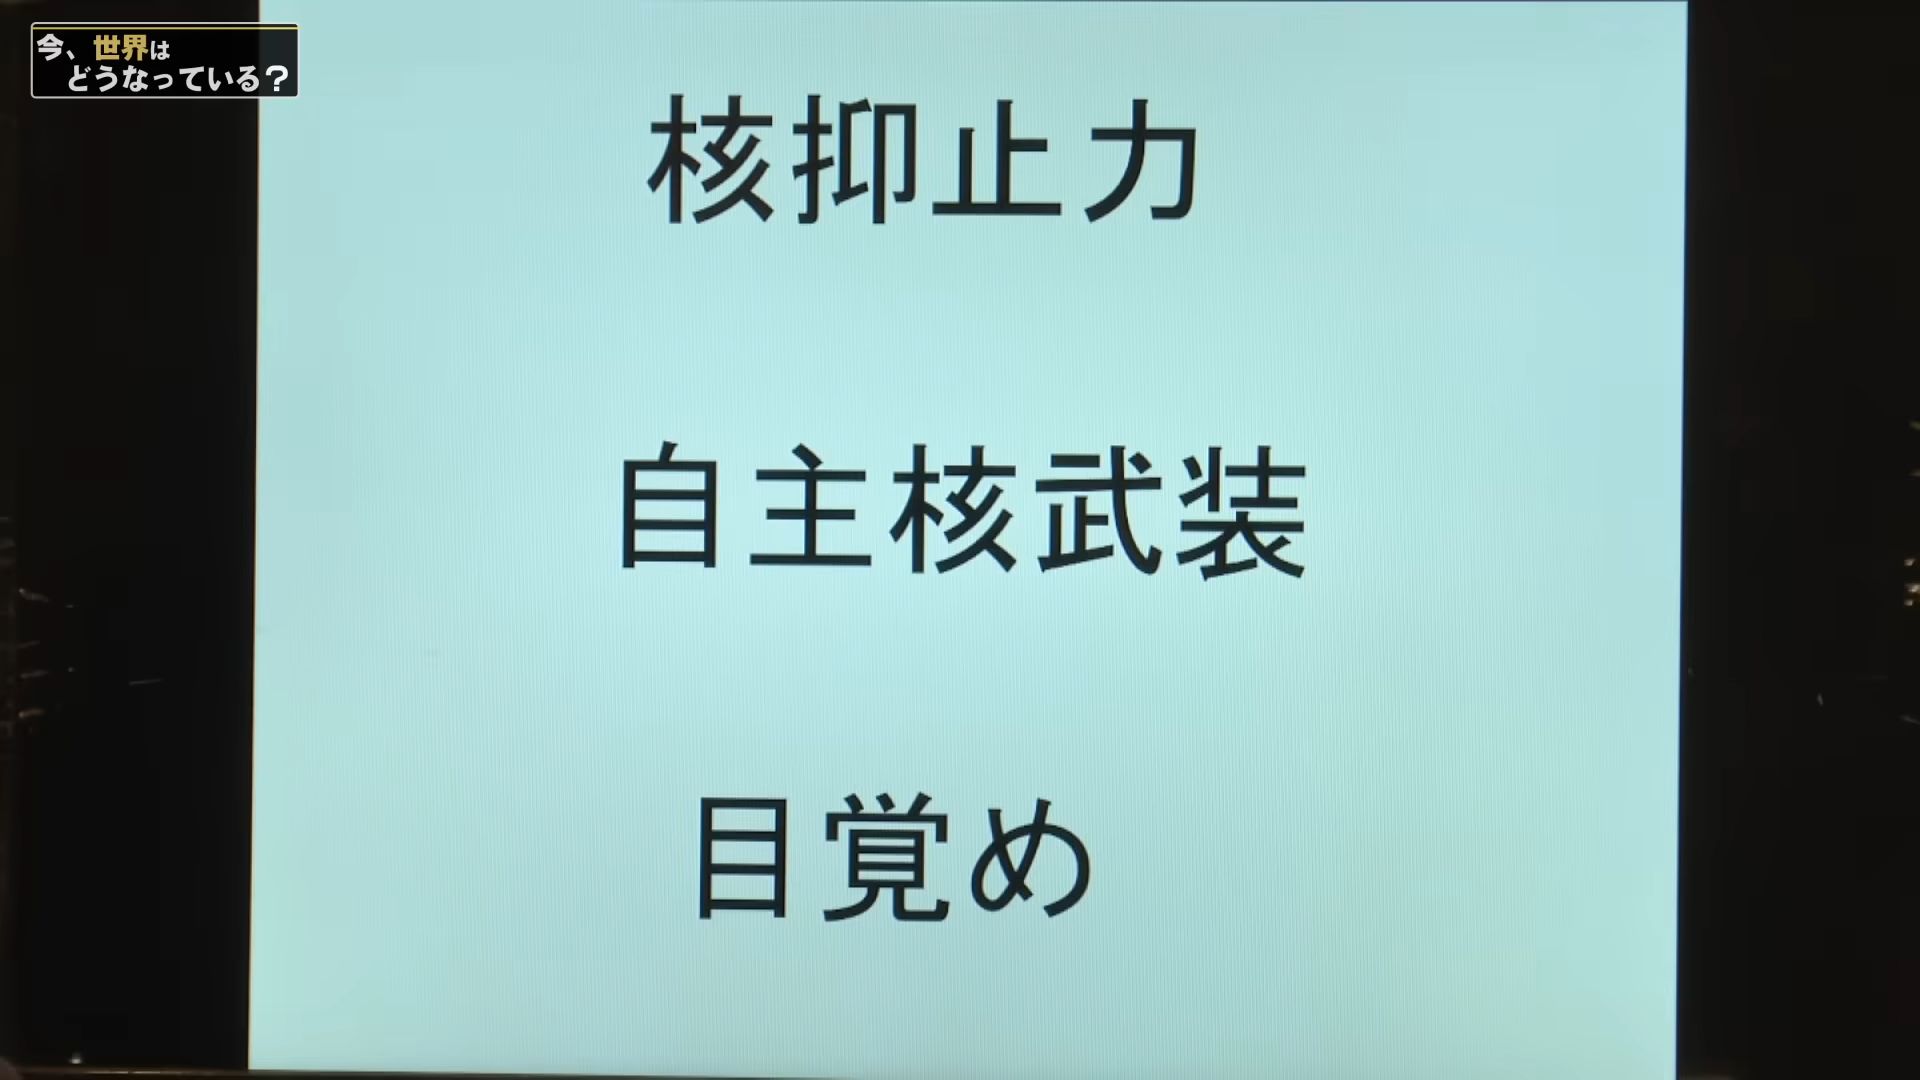 今、世界は
どうなっている？
核抑止力
自主核武装
目覚め